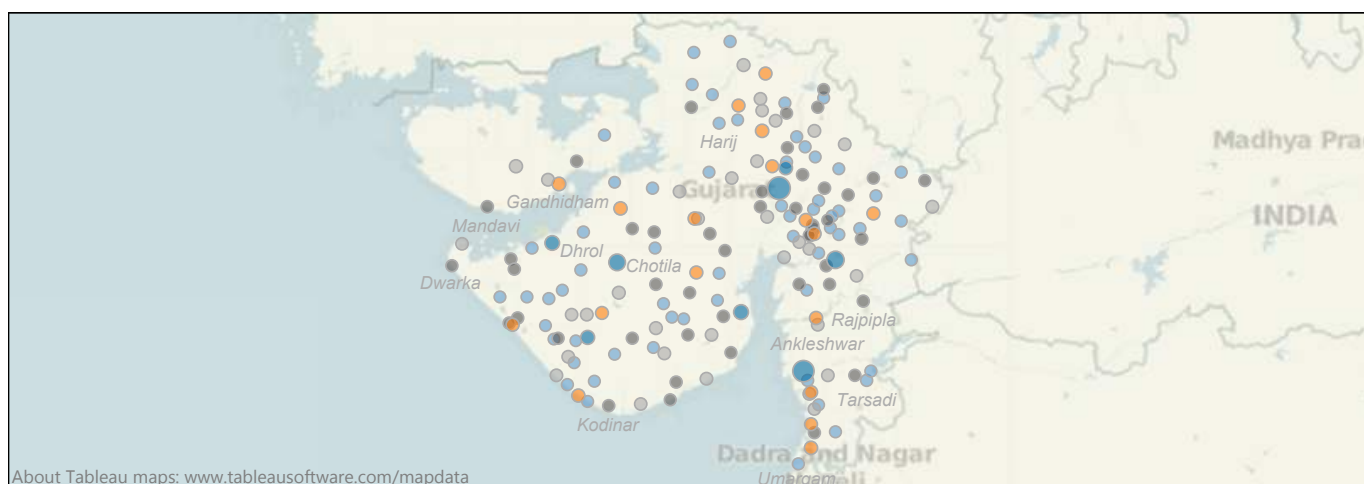 Madhya Pra
Harij
Gujara
Gandhidham
INDIA
Mandavi
Dhrol
Chotila
Dwarka
Rajpipla
Ankleshwar
Tarsadi
Kodinar
Dadra and Nagar
Umargam
About Tableau maps: www.tableausoftware.com/mapdata